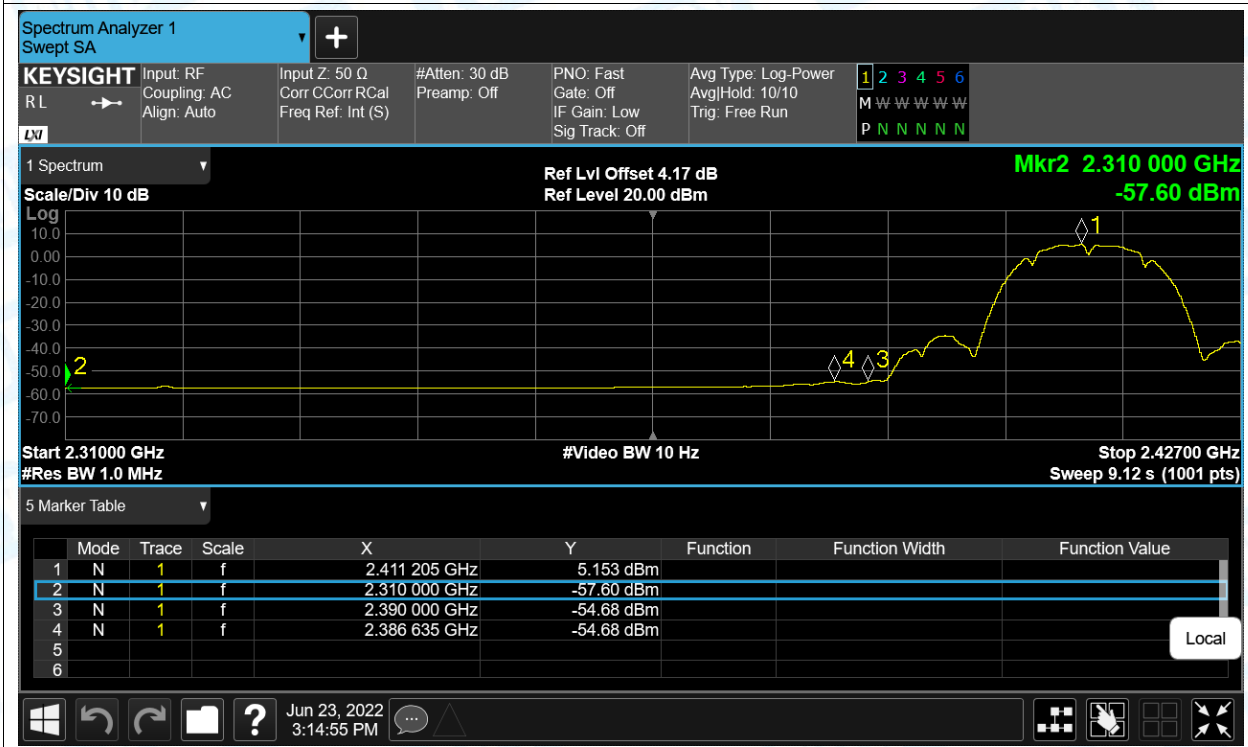 Spectrum Analyzer 1
Swept SA
+
KEYSIGHT
RL
LXI
Input: RF
Coupling: AC
Align: Auto
Input Z: 50 Ω
Corr CCorr RCal
Freq Ref: Int (S)
#Atten: 30 dB
Preamp: Off
PNO: Fast
Gate: Off
IF Gain: Low
Sig Track: Off
Avg Type: Log-Power
Avg|Hold: 10/10
Trig: Free Run
1 2 3 4 5 6
M W W W W W
P N N N N N
1 Spectrum
Scale/Div 10 dB
Ref Lvl Offset 4.17 dB
Ref Level 20.00 dBm
Mkr2 2.310 000 GHz
-57.60 dBm
Log
10.0
0.00
-10.0
-20.0
-30.0
-40.0
-50.0
-60.0
-70.0
1
2
4 3
Start 2.31000 GHz
#Video BW 10 Hz
Stop 2.42700 GHz
#Res BW 1.0 MHz
Sweep 9.12 s (1001 pts)
5 Marker Table
Mode Trace Scale X Y Function Function Width Function Value
1 N 1 f 2.411 205 GHz 5.153 dBm
2 N 1 f 2.310 000 GHz -57.60 dBm
3 N 1 f 2.390 000 GHz -54.68 dBm
4 N 1 f 2.386 635 GHz -54.68 dBm
5
6
Local
?
Jun 23, 2022
3:14:55 PM